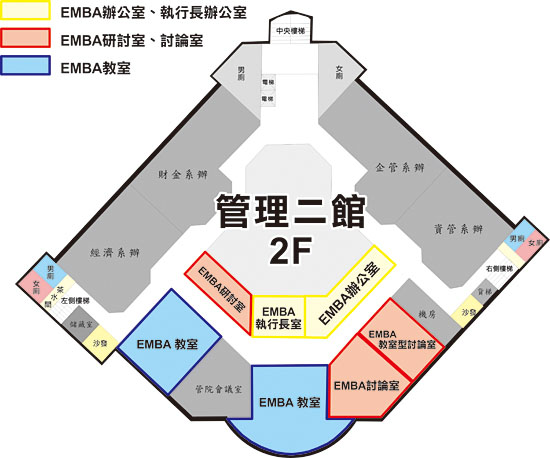 EMBA辦公室、執行長辦公室
EMBA研討室、討論室
EMBA教室
中央樓梯
男廁
女廁
電梯
電梯
財金系辦
企管系辦
管理二館
2F
經濟系辦
資管系辦
男廁
女廁
茶水間
左側樓梯
儲藏室
沙發
男廁
女廁
右側樓梯
貨梯
沙發
機房
EMBA研討室
EMBA
執行長室
EMBA辦公室
EMBA
教室型討論室
EMBA 教室
管院會議室
EMBA 教室
EMBA討論室